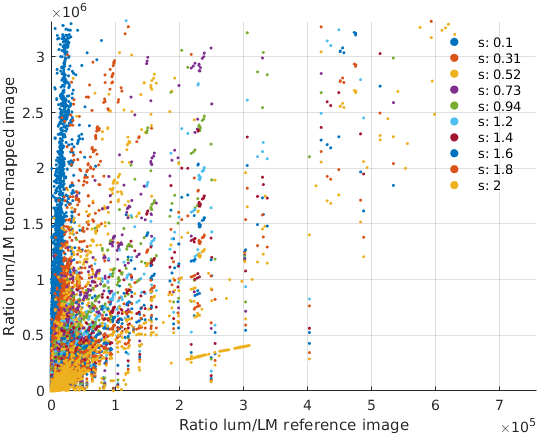 ×10⁶
3
2.5
2
1.5
1
0.5
0
Ratio lum/LM tone-mapped image
s: 0.1
s: 0.31
s: 0.52
s: 0.73
s: 0.94
s: 1.2
s: 1.4
s: 1.6
s: 1.8
s: 2
0 1 2 3 4 5 6 7
Ratio lum/LM reference image
×10⁵